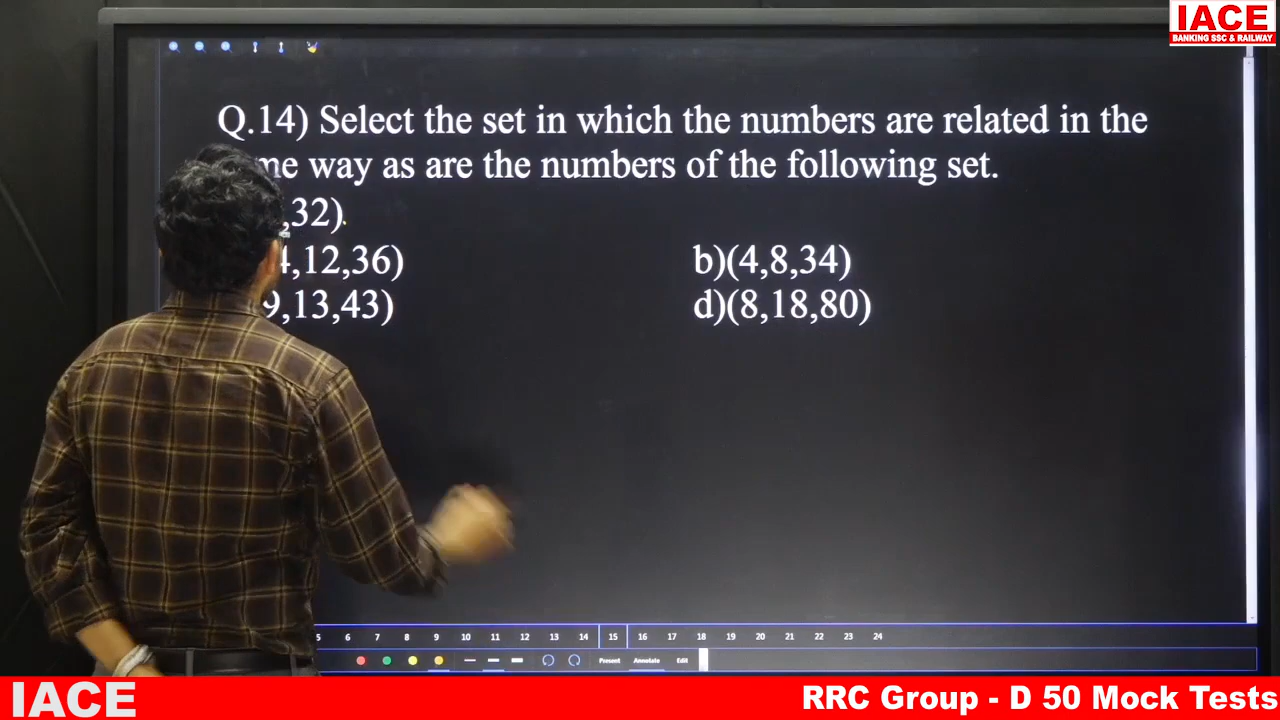 IACE
BANKING SSC & RAILWAY
Q.14) Select the set in which the numbers are related in the
me way as are the numbers of the following set.
,32).
4,12,36)
b)(4,8,34)
9,13,43)
d)(8,18,80)
5 6 7 8 9 10 11 12 13 14 15 16 17 18 19 20 21 22 23 24
Present Annotate Edit
IACE
RRC Group - D 50 Mock Tests